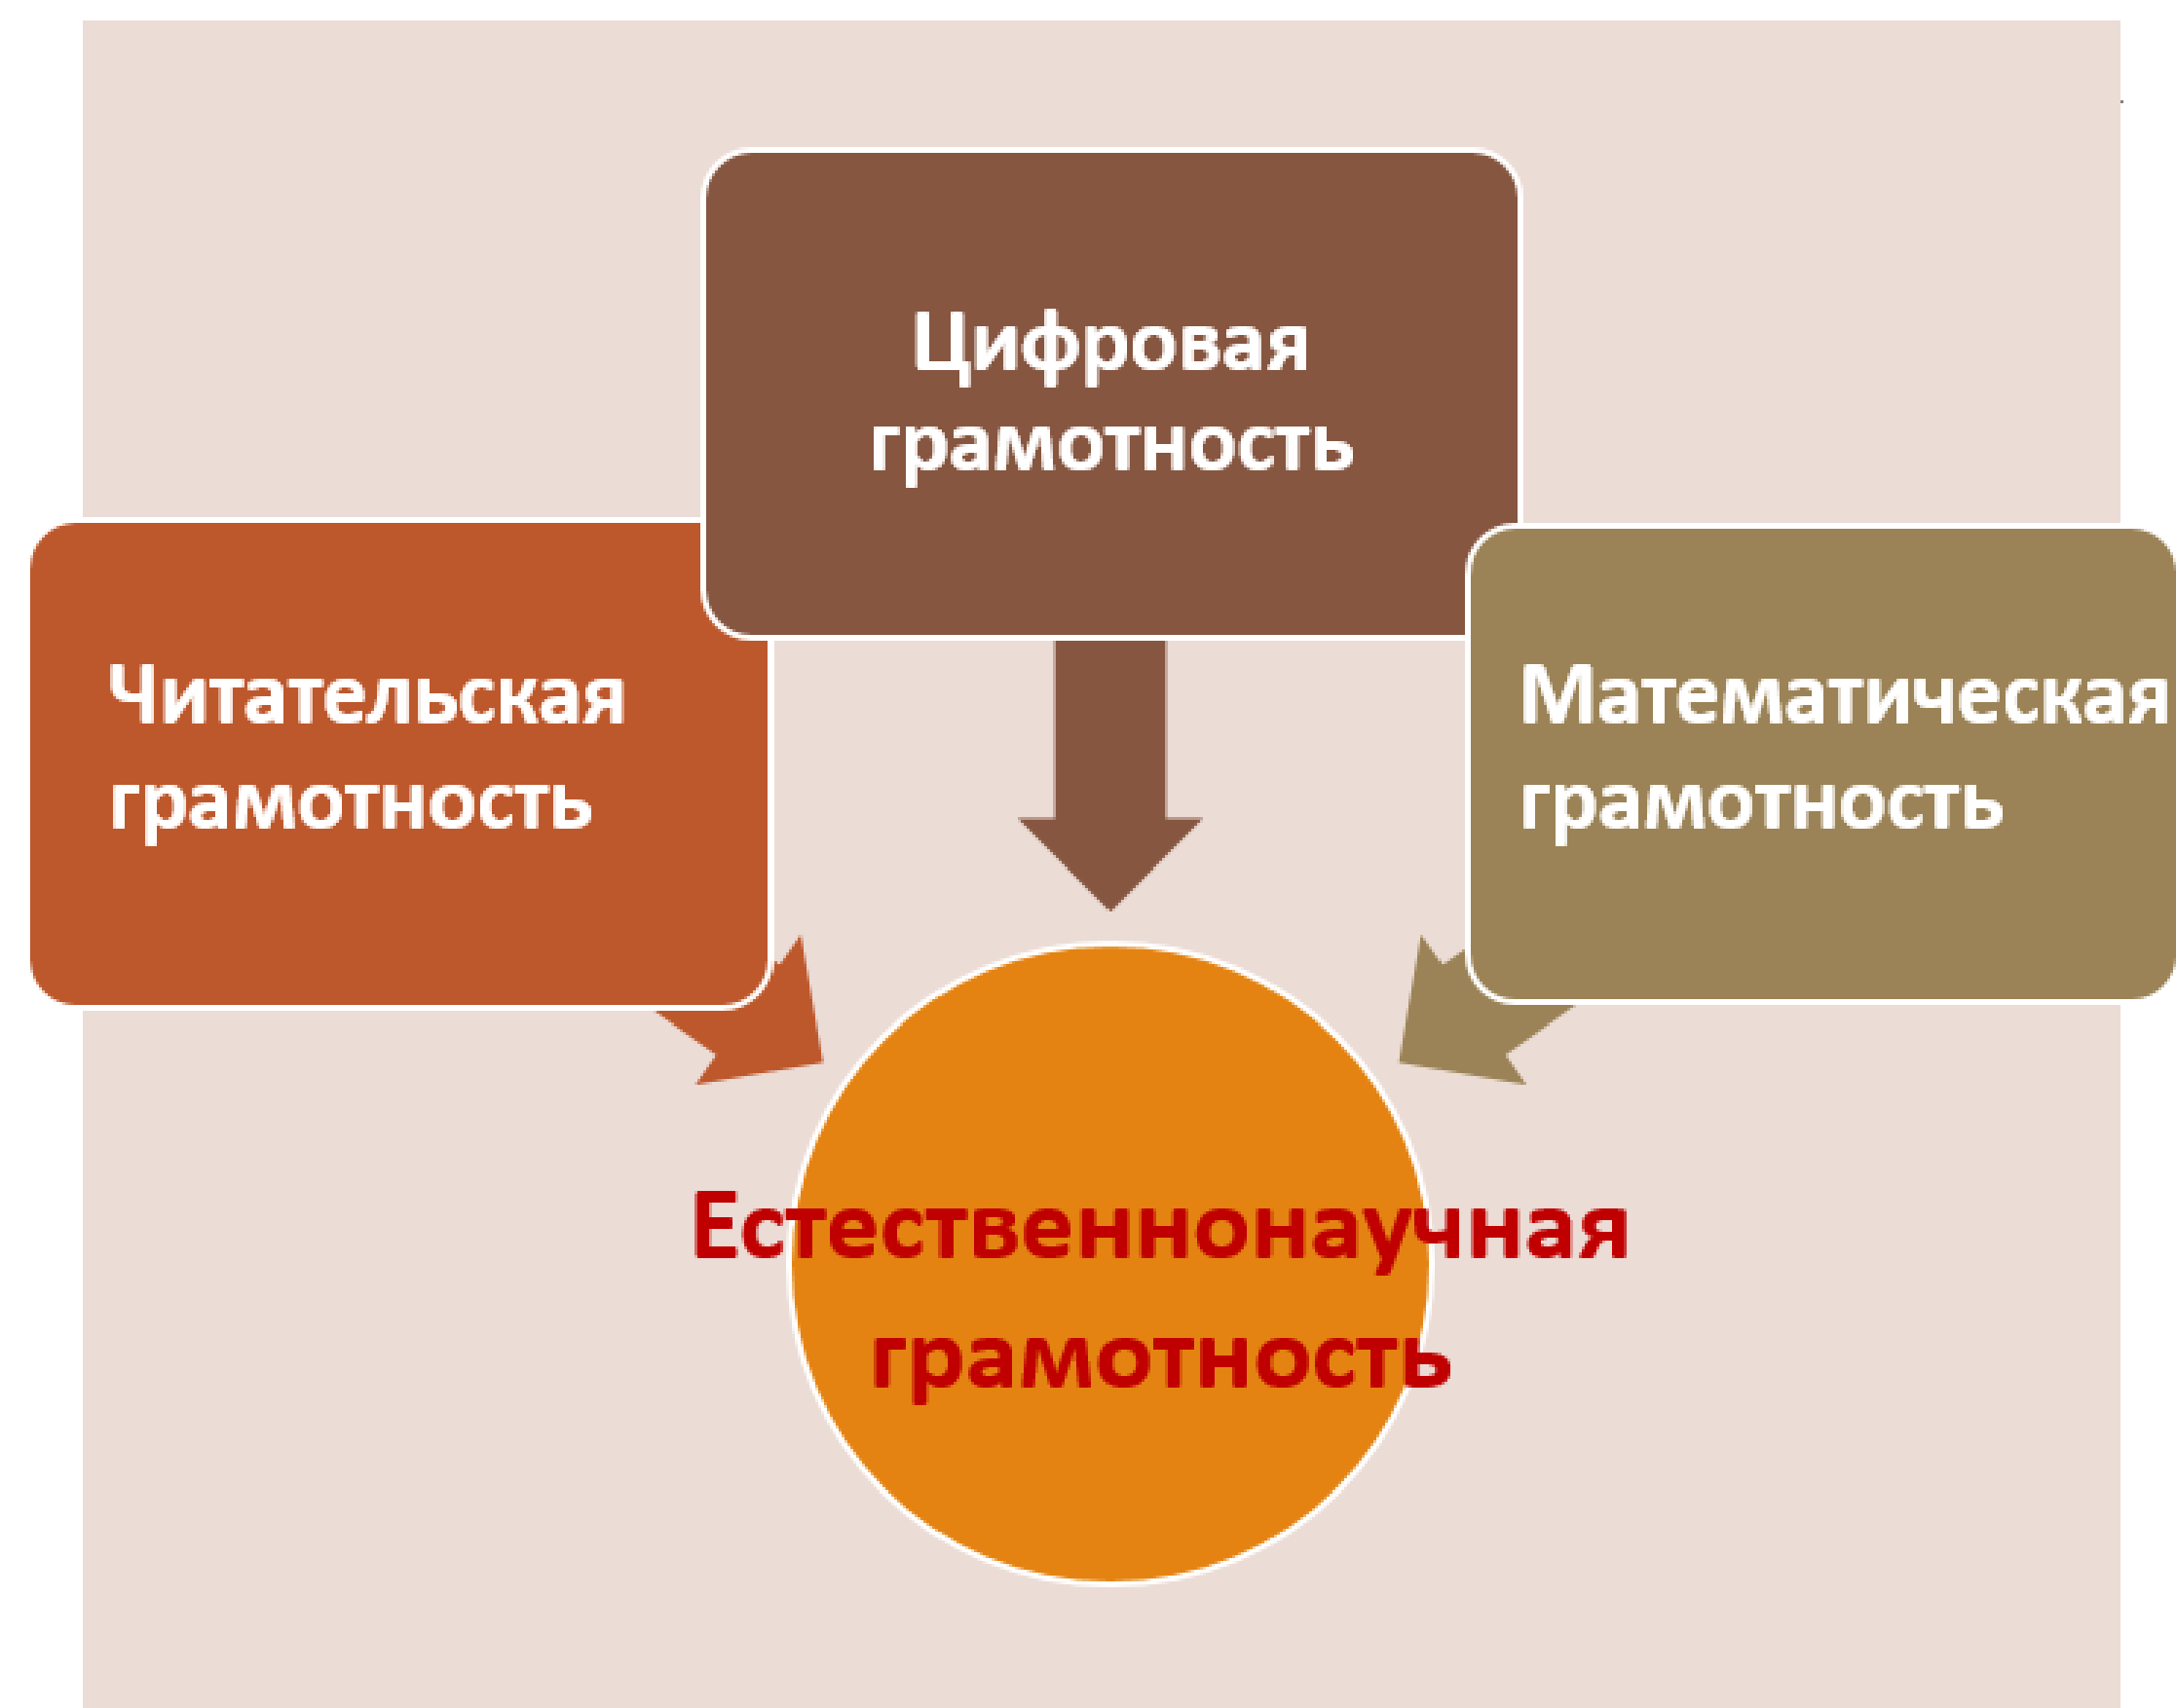 Цифровая
грамотность
Читательская
грамотность
Математическая
грамотность
Естественнонаучная
грамотность